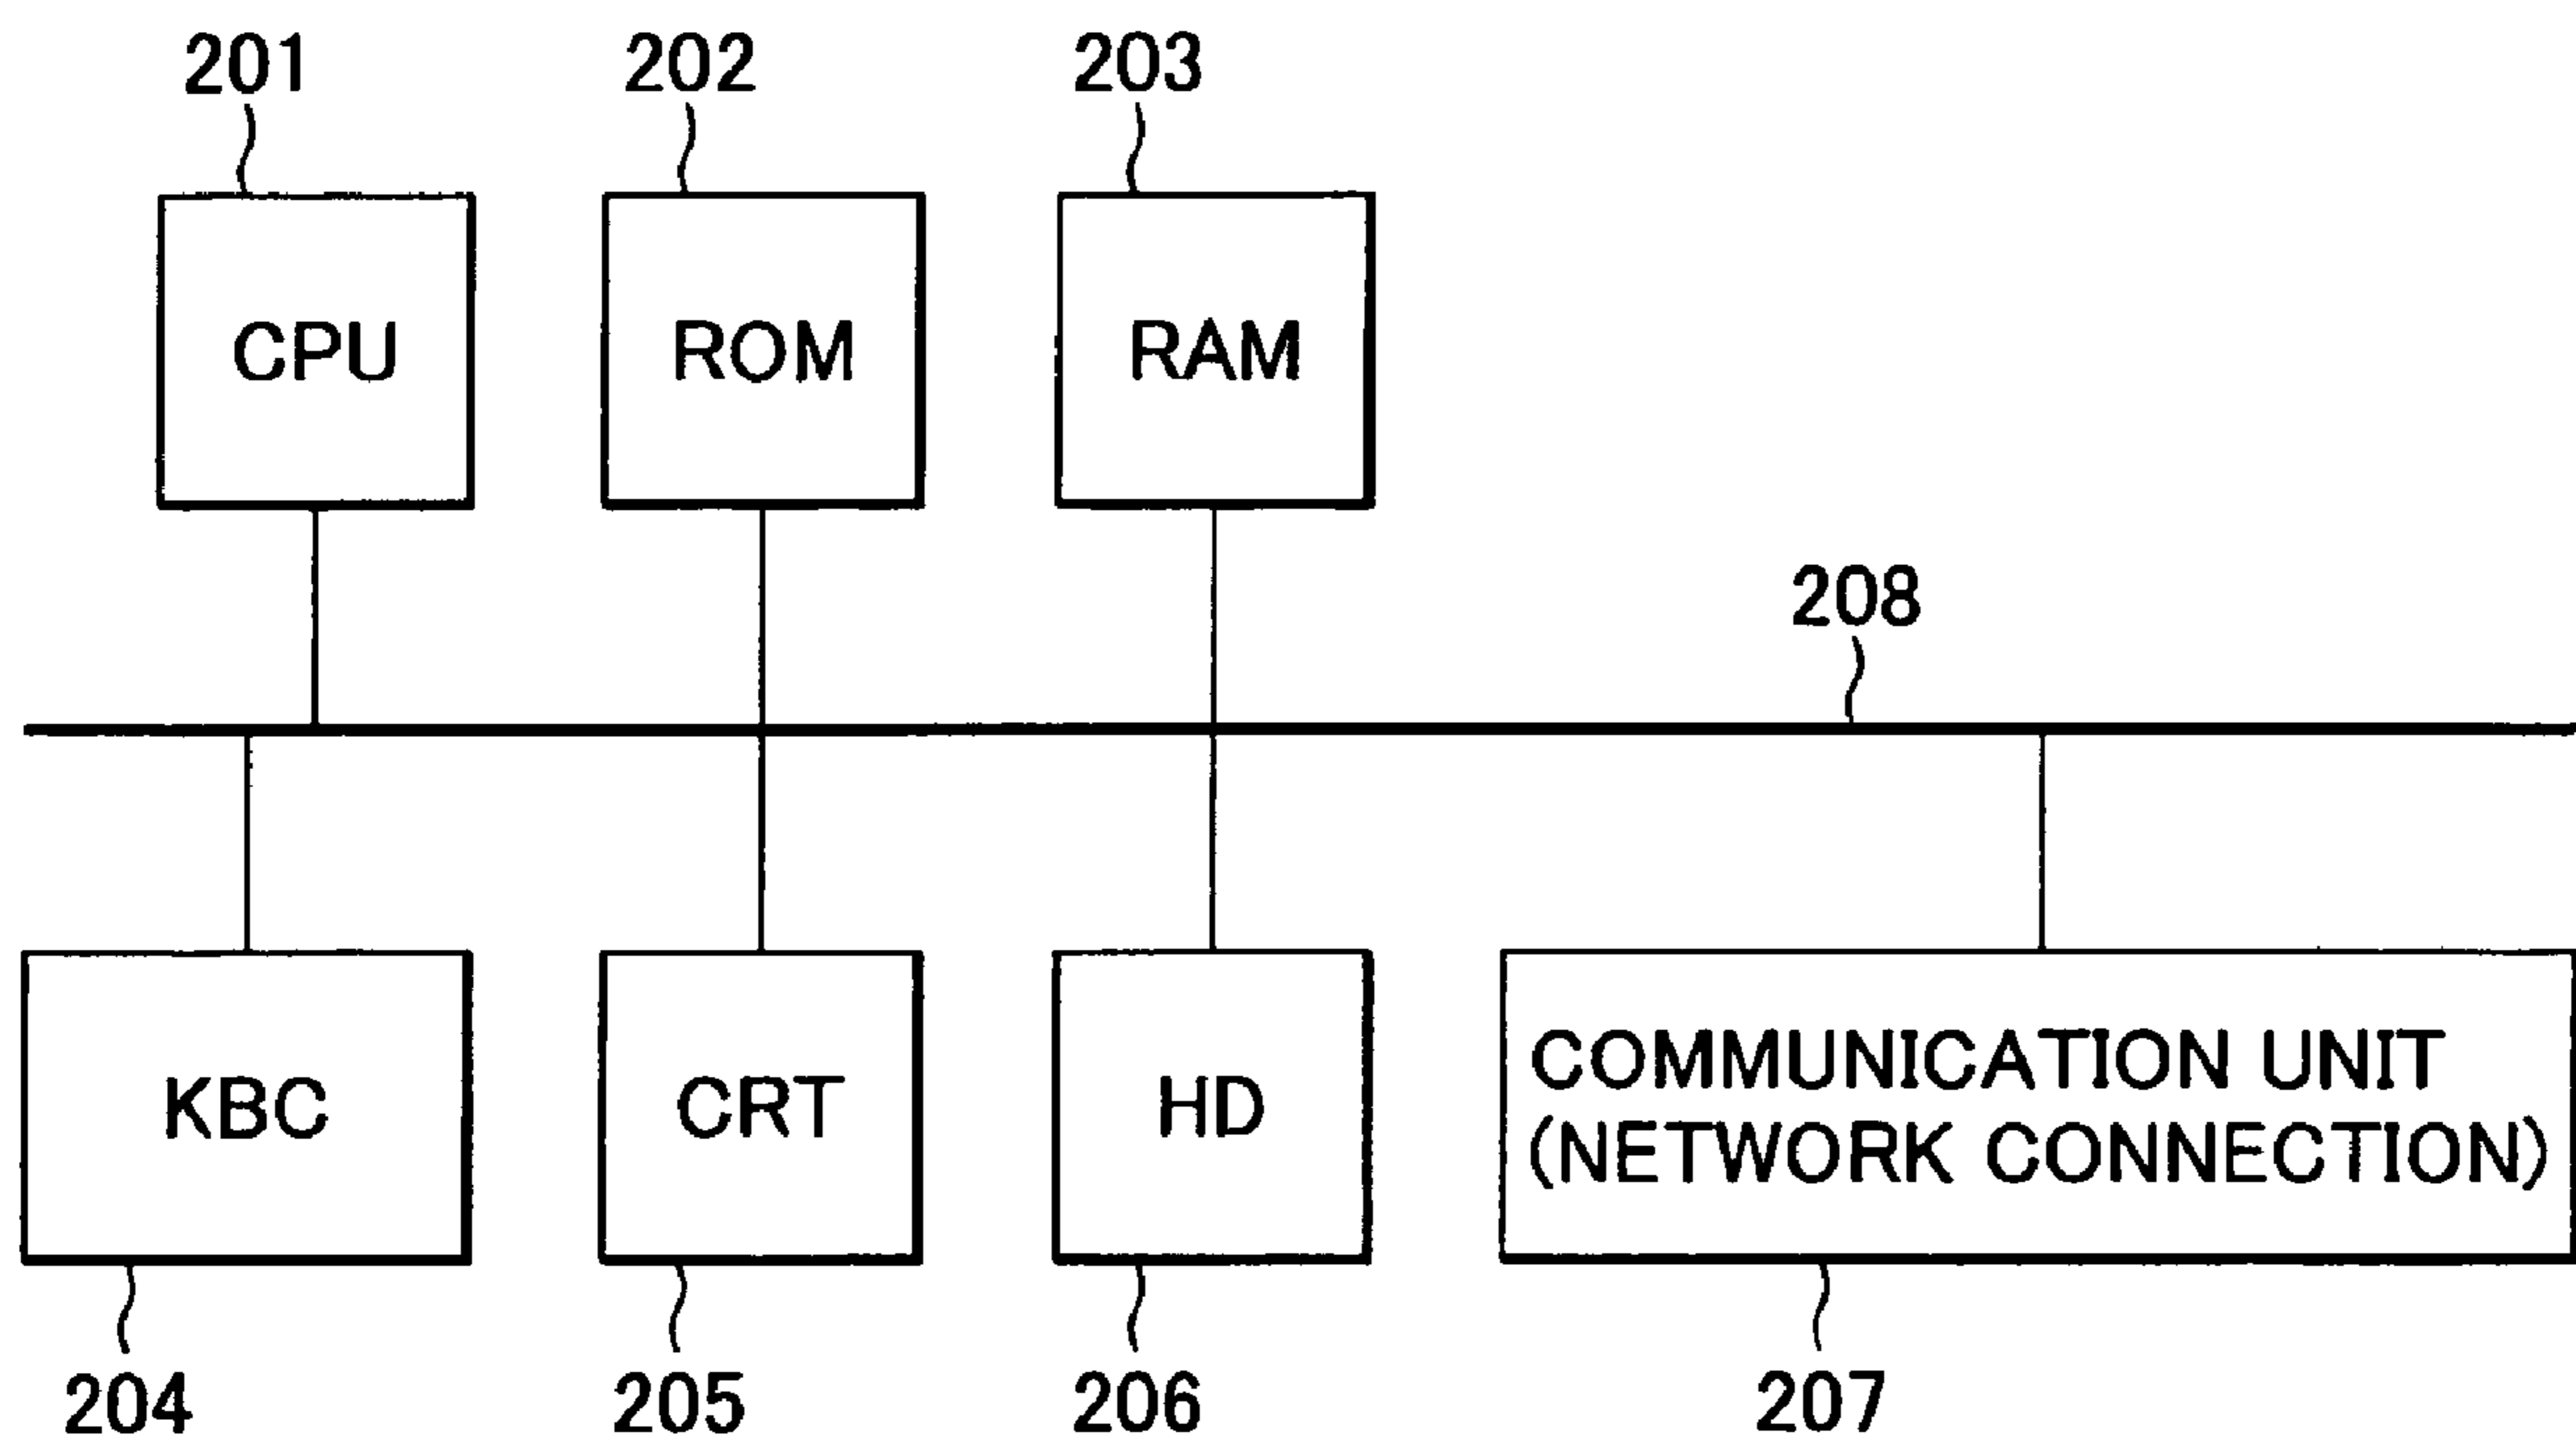 201
202
203
CPU
ROM
RAM
208
KBC
CRT
HD
COMMUNICATION UNIT
(NETWORK CONNECTION)
204
205
206
207